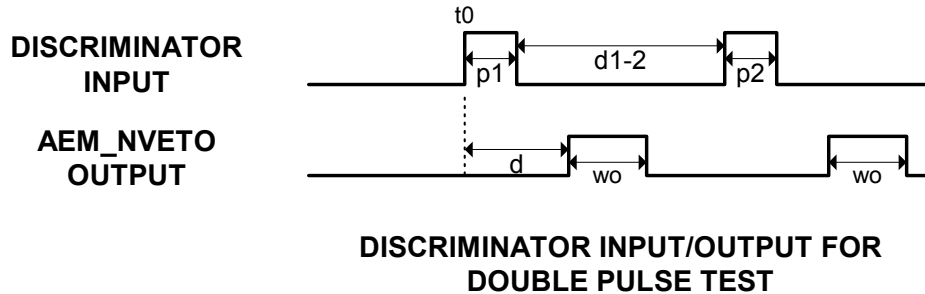 t0
DISCRIMINATOR
INPUT
p1
d1-2
p2
AEM_NVETO
OUTPUT
d
wo
wo
DISCRIMINATOR INPUT/OUTPUT FOR
DOUBLE PULSE TEST